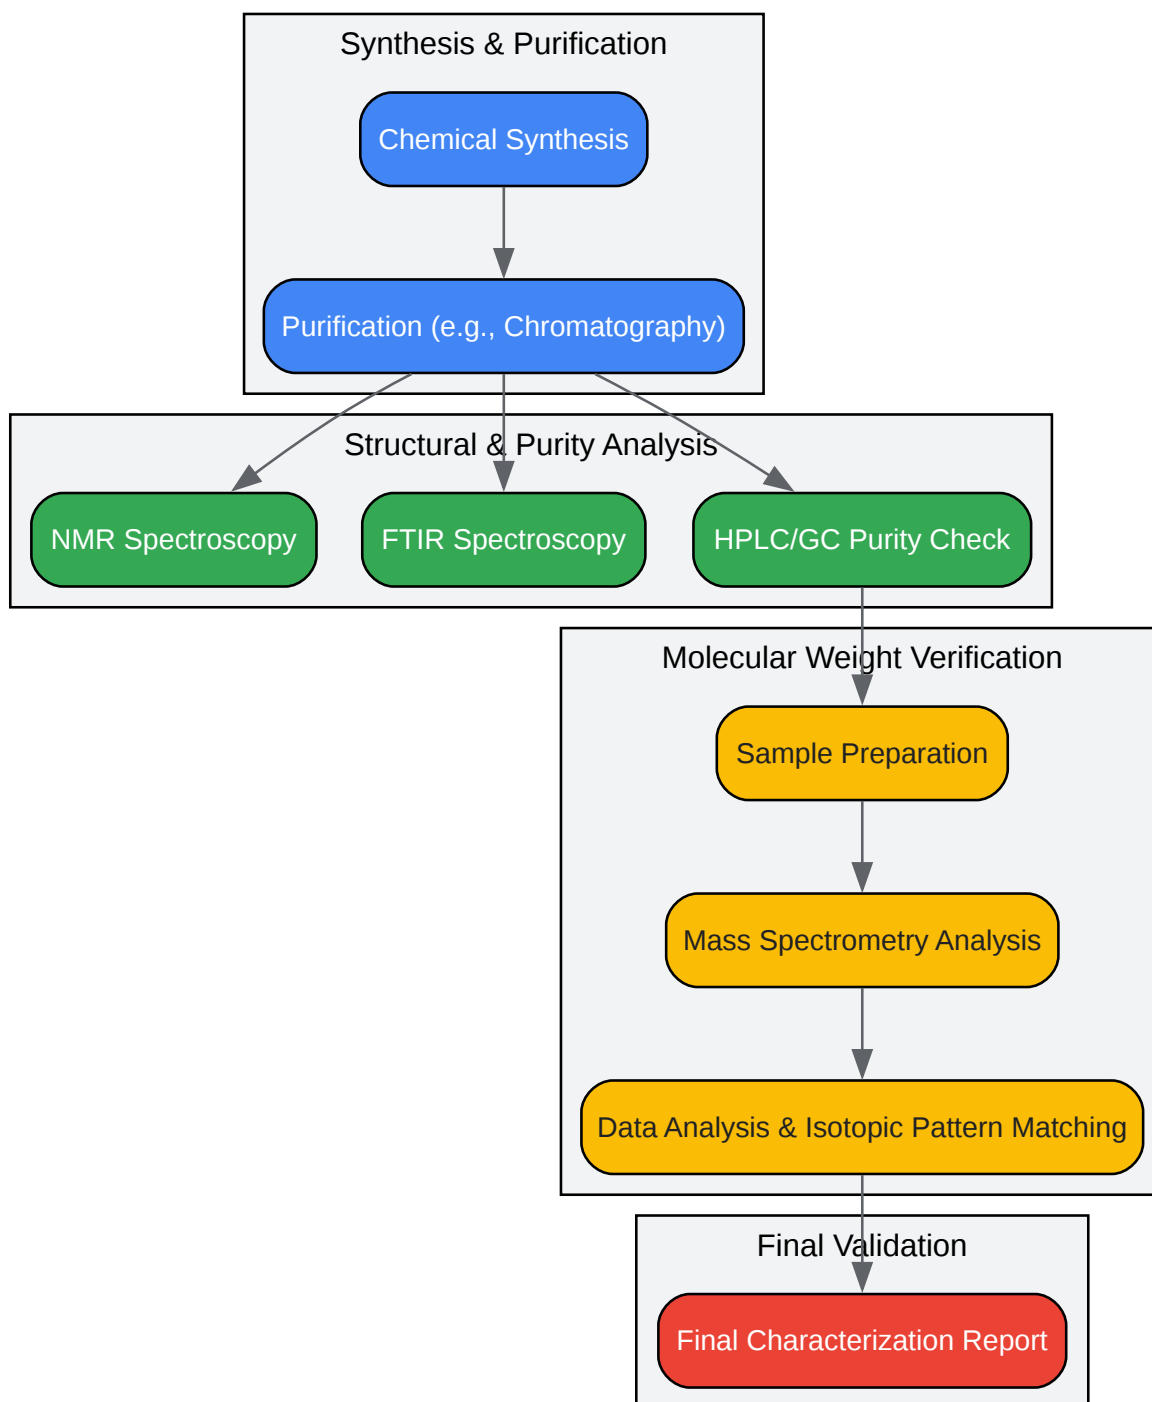 Synthesis & Purification
Chemical Synthesis
Purification (e.g., Chromatography)
Structural & Purity Analysis
NMR Spectroscopy
FTIR Spectroscopy
HPLC/GC Purity Check
Molecular Weight Verification
Sample Preparation
Mass Spectrometry Analysis
Data Analysis & Isotopic Pattern Matching
Final Validation
Final Characterization Report